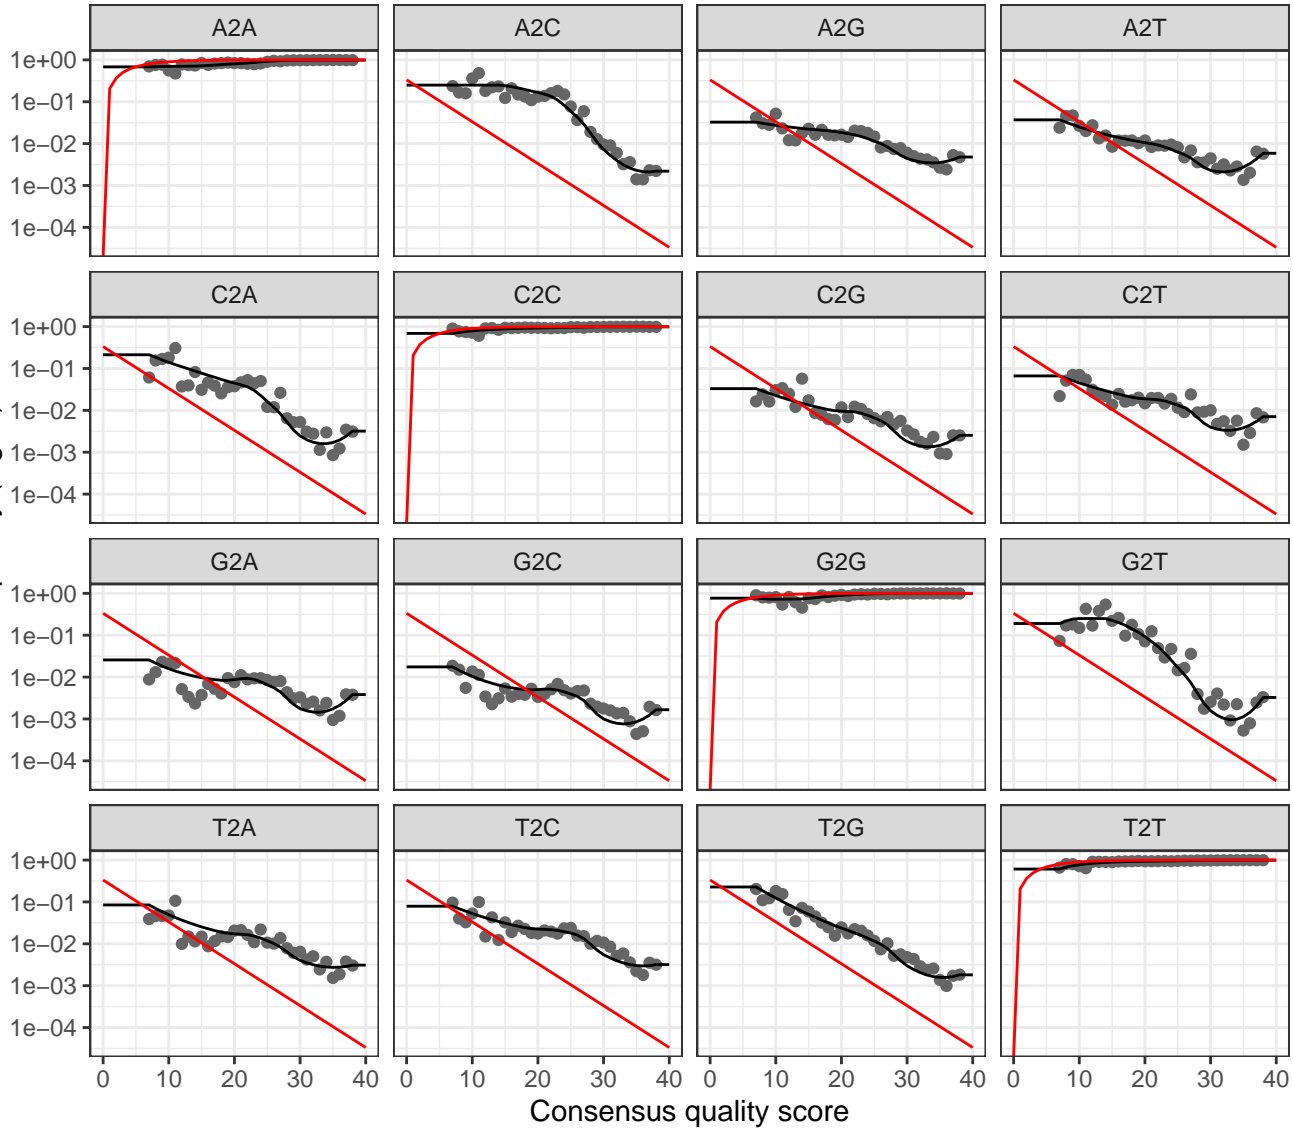 A2A A2C A2G A2T
1e+00
1e−01
1e−02
1e−03
1e−04
C2A C2C C2G C2T
1e+00
1e−01
1e−02
1e−03
1e−04
G2A G2C G2G G2T
1e+00
1e−01
1e−02
1e−03
1e−04
T2A T2C T2G T2T
1e+00
1e−01
1e−02
1e−03
1e−04
0 10 20 30 40 0 10 20 30 40 0 10 20 30 40 0 10 20 30 40
Consensus quality score